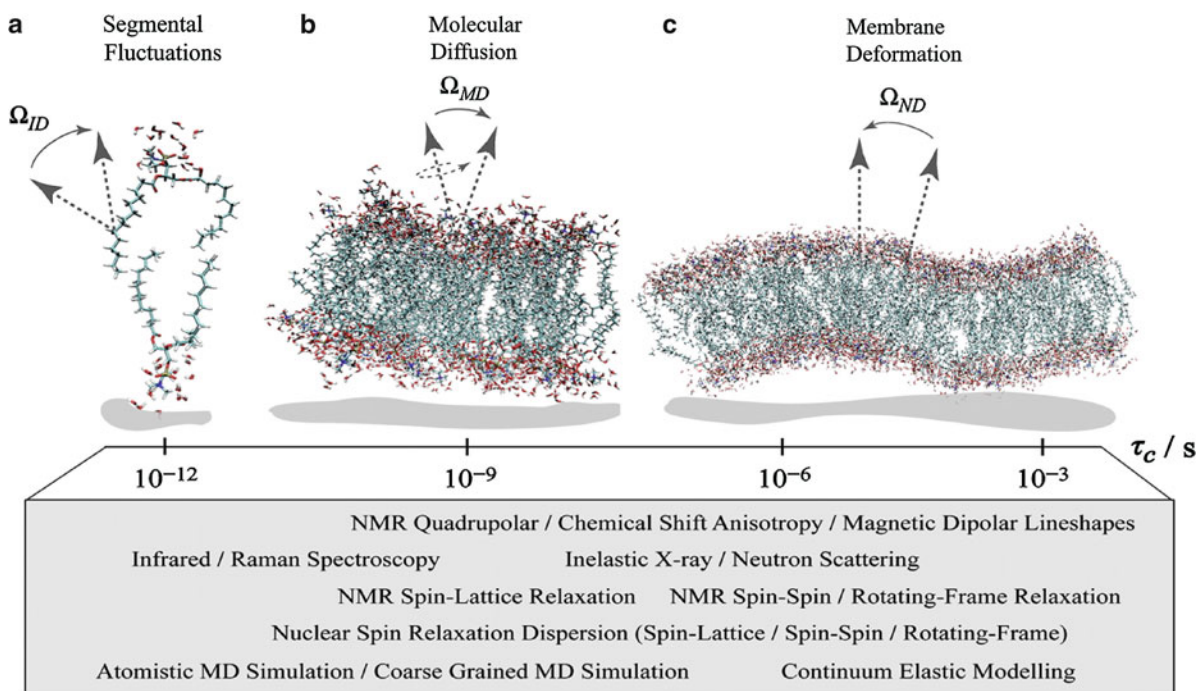 a
Segmental
Fluctuations
Ω_ID
b
Molecular
Diffusion
Ω_MD
c
Membrane
Deformation
Ω_ND
τ_c / s
10⁻¹²
10⁻⁹
10⁻⁶
10⁻³
NMR Quadrupolar / Chemical Shift Anisotropy / Magnetic Dipolar Lineshapes
Infrared / Raman Spectroscopy
Inelastic X-ray / Neutron Scattering
NMR Spin-Lattice Relaxation
NMR Spin-Spin / Rotating-Frame Relaxation
Nuclear Spin Relaxation Dispersion (Spin-Lattice / Spin-Spin / Rotating-Frame)
Atomistic MD Simulation / Coarse Grained MD Simulation
Continuum Elastic Modelling